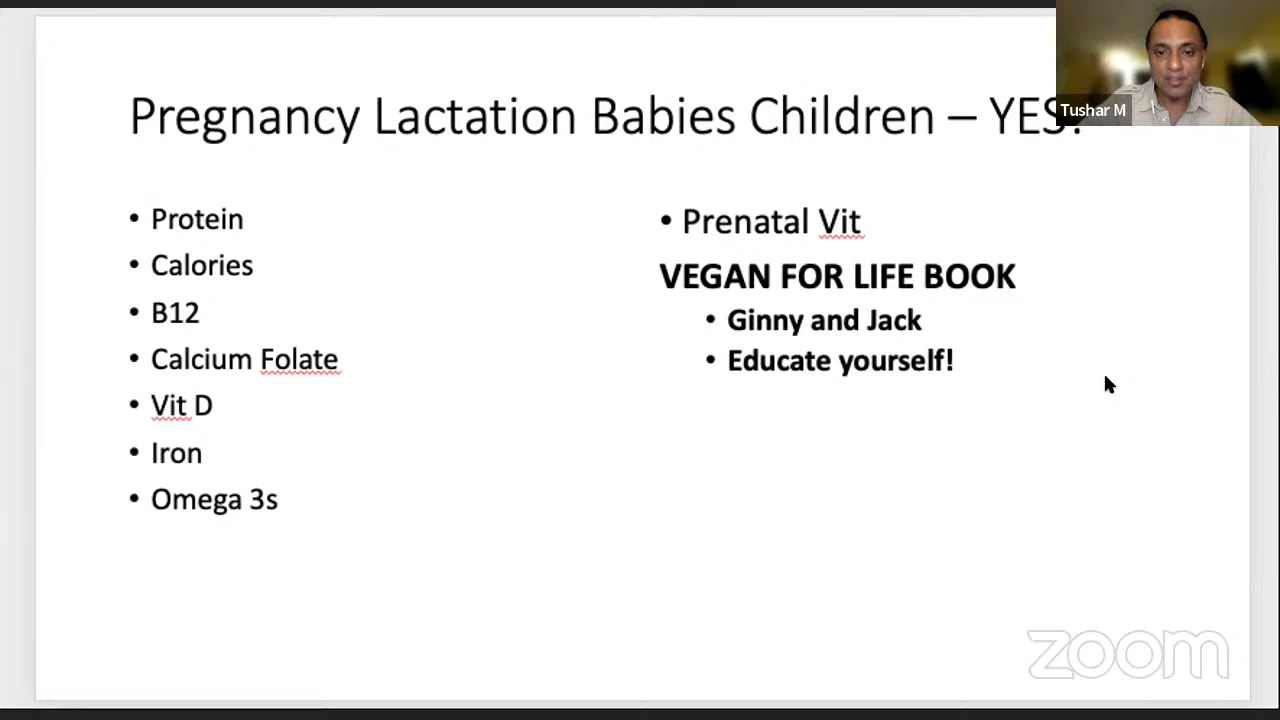 Pregnancy Lactation Babies Children – YES!
Tushar M
• Protein
• Calories
• B12
• Calcium Folate
• Vit D
• Iron
• Omega 3s
• Prenatal Vit
VEGAN FOR LIFE BOOK
• Ginny and Jack
• Educate yourself!
zoom